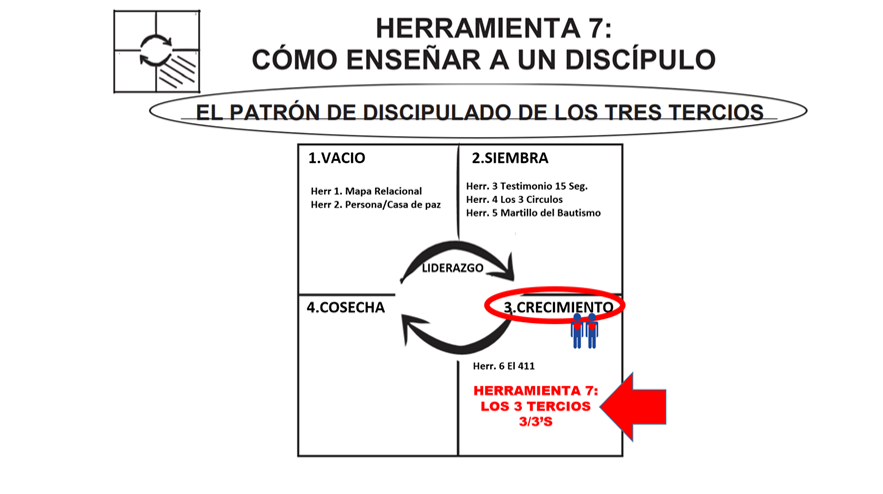 HERRAMIENTA 7:
CÓMO ENSEÑAR A UN DISCÍPULO
EL PATRÓN DE DISCIPULADO DE LOS TRES TERCIOS
1.VACIO
Herr 1. Mapa Relacional
Herr 2. Persona/Casa de paz
2.SIEMBRA
Herr. 3 Testimonio 15 Seg.
Herr. 4 Los 3 Circulos
Herr. 5 Martillo del Bautismo
LIDERAZGO
4.COSECHA
3.CRECIMIENTO
Herr. 6 El 411
HERRAMIENTA 7:
LOS 3 TERCIOS
3/3'S